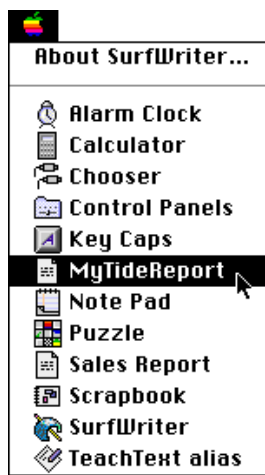 About SurfWriter...
Alarm Clock
Calculator
Chooser
Control Panels
Key Caps
MyTideReport
Note Pad
Puzzle
Sales Report
Scrapbook
SurfWriter
TeachText alias